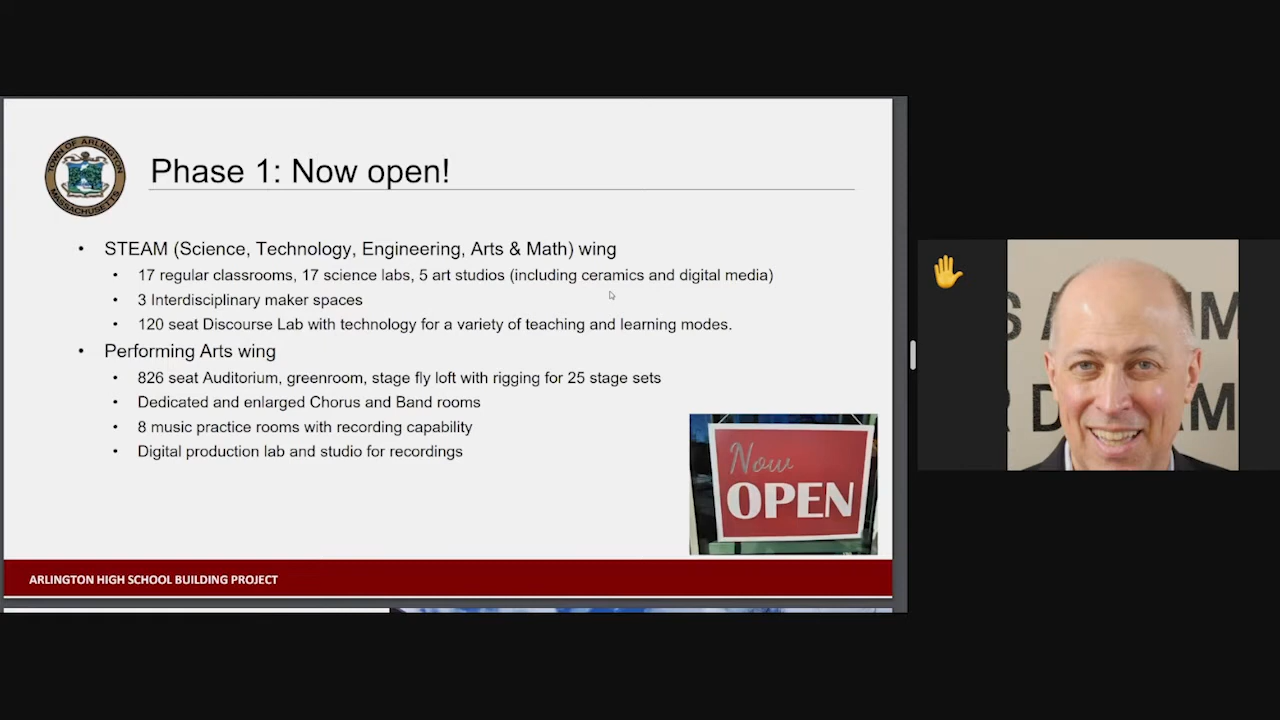 TOWN OF ARLINGTON
MASSACHUSETTS
Phase 1: Now open!
• STEAM (Science, Technology, Engineering, Arts & Math) wing
• 17 regular classrooms, 17 science labs, 5 art studios (including ceramics and digital media)
• 3 Interdisciplinary maker spaces
• 120 seat Discourse Lab with technology for a variety of teaching and learning modes.
• Performing Arts wing
• 826 seat Auditorium, greenroom, stage fly loft with rigging for 25 stage sets
• Dedicated and enlarged Chorus and Band rooms
• 8 music practice rooms with recording capability
• Digital production lab and studio for recordings
Now
OPEN
ARLINGTON HIGH SCHOOL BUILDING PROJECT